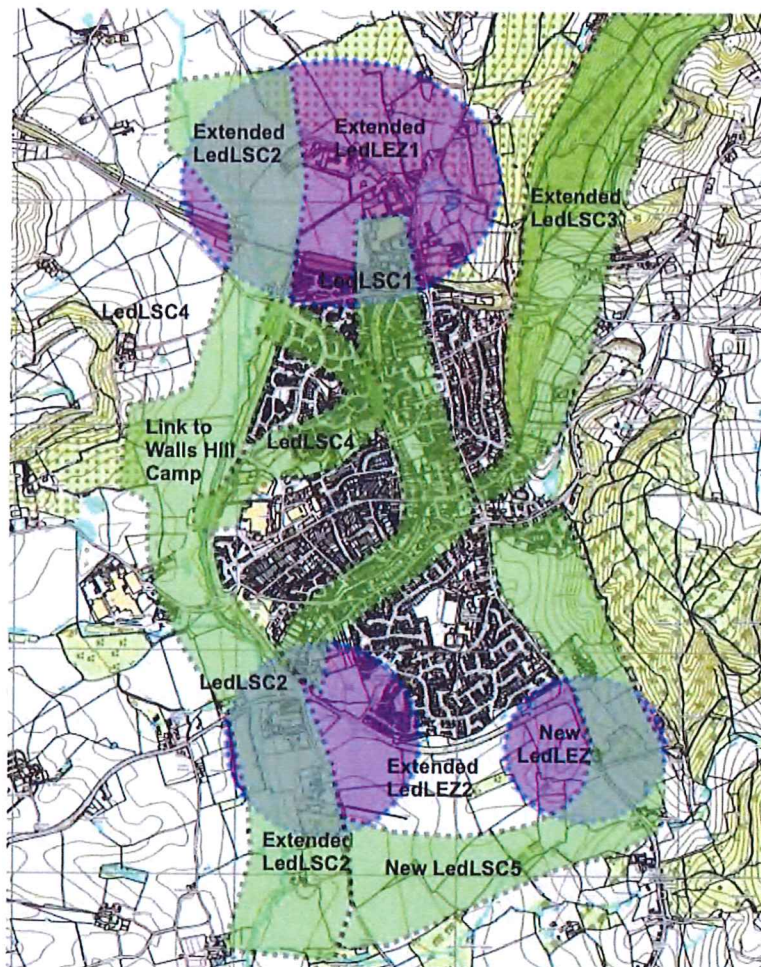 Extended
LedLSC2
Extended
LedLEZ1
Extended
LedLSC3
LedLSC1
LedLSC4
Link to
Walls Hill
Camp
LedLSC4
LedLSC2
New
LedLEZ
Extended
LedLEZ2
Extended
LedLSC2
New LedLSC5